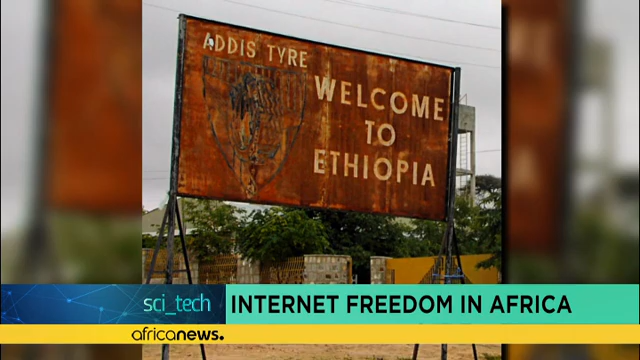 ADDIS TYRE
WELCOME
TO
ETHIOPIA
sci_tech
INTERNET FREEDOM IN AFRICA
africanews.